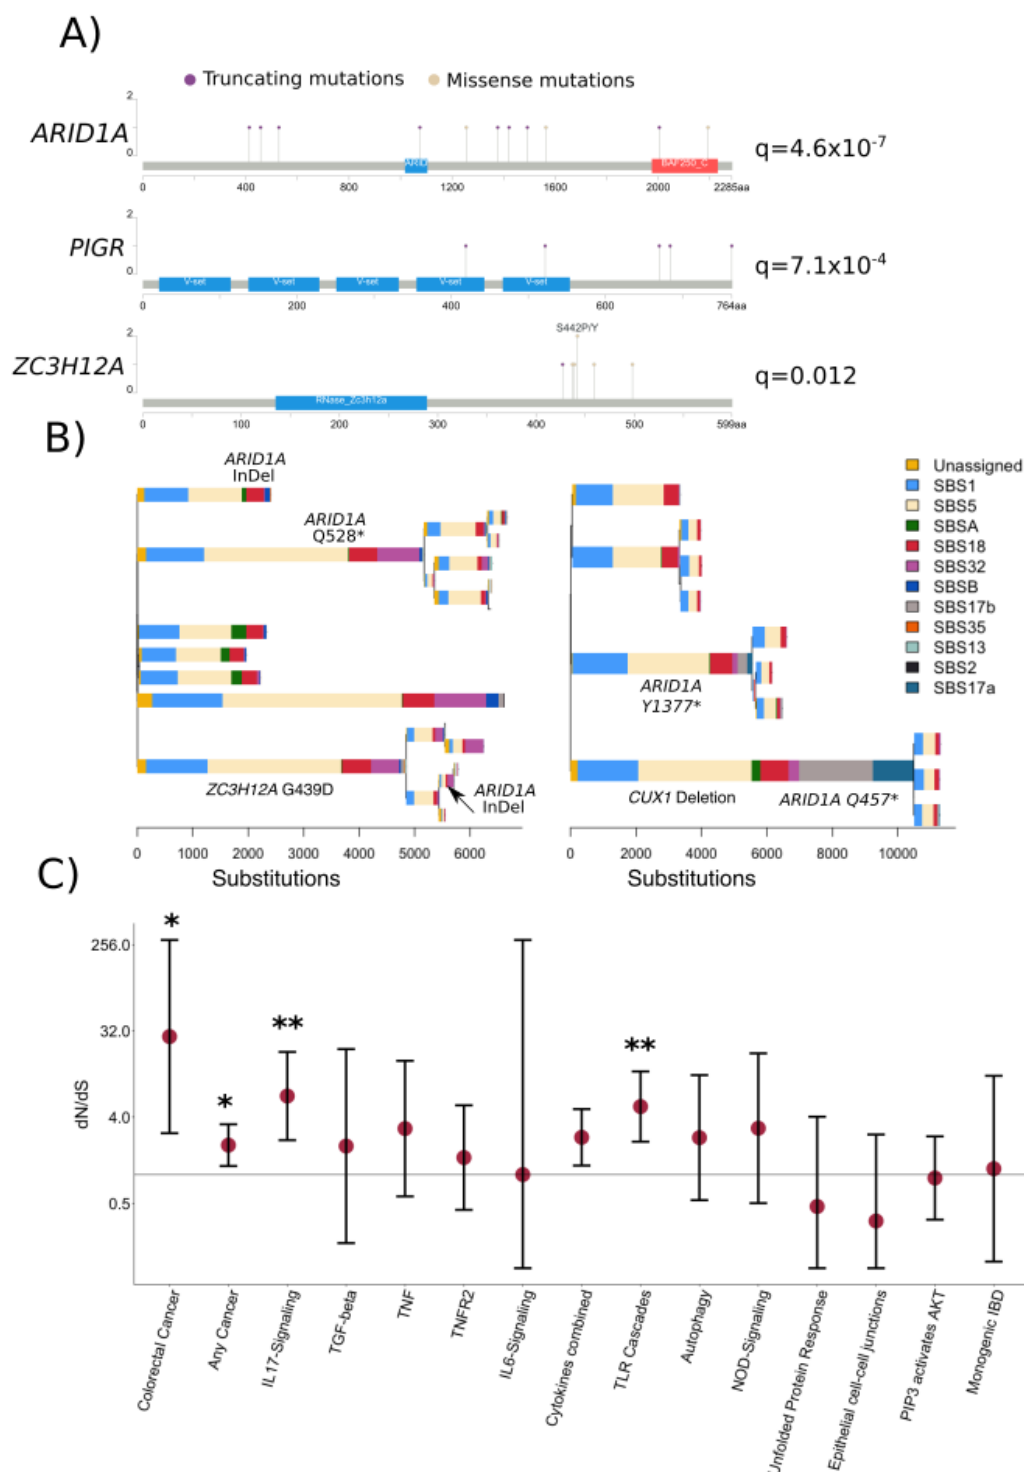 A)
Truncating mutations Missense mutations
ARID1A
2
0
ARID
BAF250_C
0 400 800 1200 1600 2000 2285aa
q=4.6x10-7
PIGR
2
0
V-set V-set V-set V-set V-set
0 200 400 600 764aa
q=7.1x10-4
ZC3H12A
S442P/Y
2
0
RNase_Zc3h12a
0 100 200 300 400 500 599aa
q=0.012
B)
ARID1A
InDel
ARID1A
Q528*
ZC3H12A G439D
ARID1A
InDel
0 1000 2000 3000 4000 5000 6000
Substitutions
ARID1A
Y1377*
CUX1 Deletion
ARID1A Q457*
0 2000 4000 6000 8000 10000
Substitutions
Unassigned
SBS1
SBS5
SBSA
SBS18
SBS32
SBSB
SBS17b
SBS35
SBS13
SBS2
SBS17a
C)
dN/dS
256.0
32.0
4.0
0.5
* * ** **
Colorectal Cancer
Any Cancer
IL17-Signaling
TGF-beta
TNF
TNFR2
IL6-Signaling
Cytokines combined
TLR Cascades
Autophagy
NOD-Signaling
Unfolded Protein Response
Epithelial cell-cell junctions
PIP3 activates AKT
Monogenic IBD